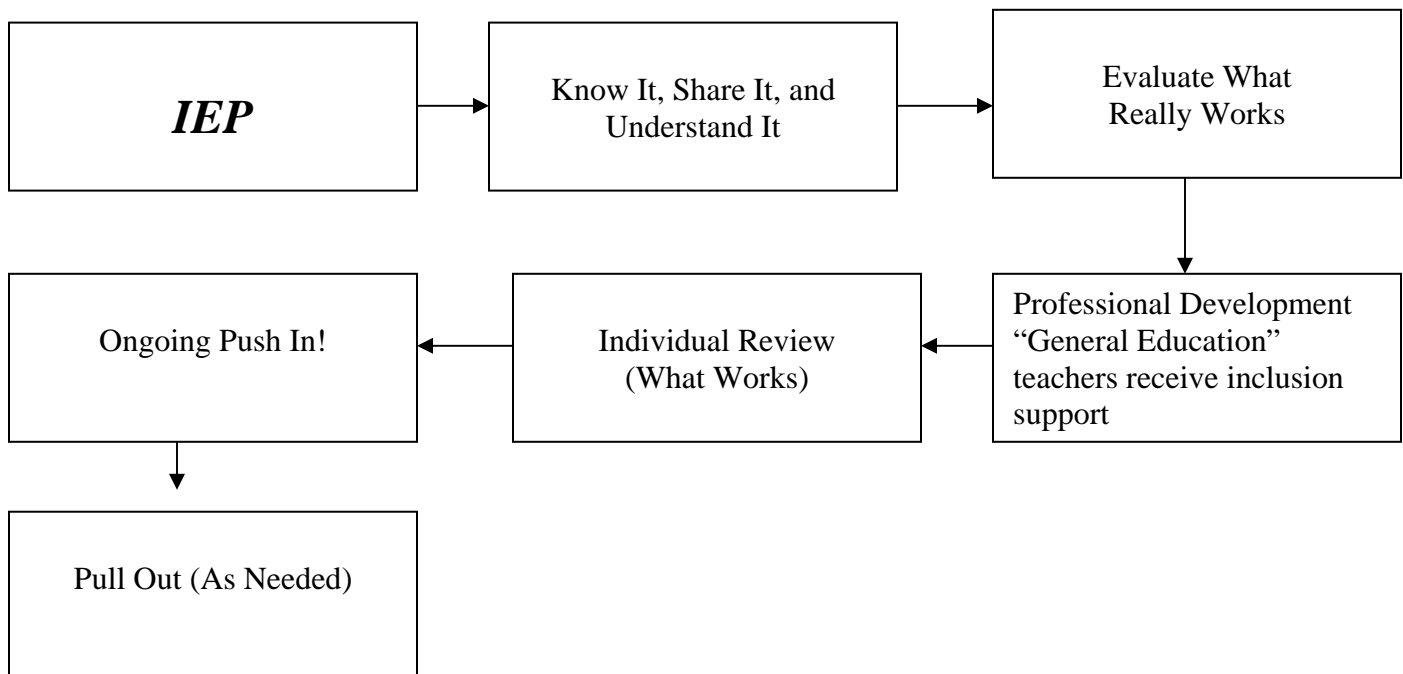 IEP
Know It, Share It, and
Understand It
Evaluate What
Really Works
Professional Development
“General Education”
teachers receive inclusion
support
Individual Review
(What Works)
Ongoing Push In!
Pull Out (As Needed)